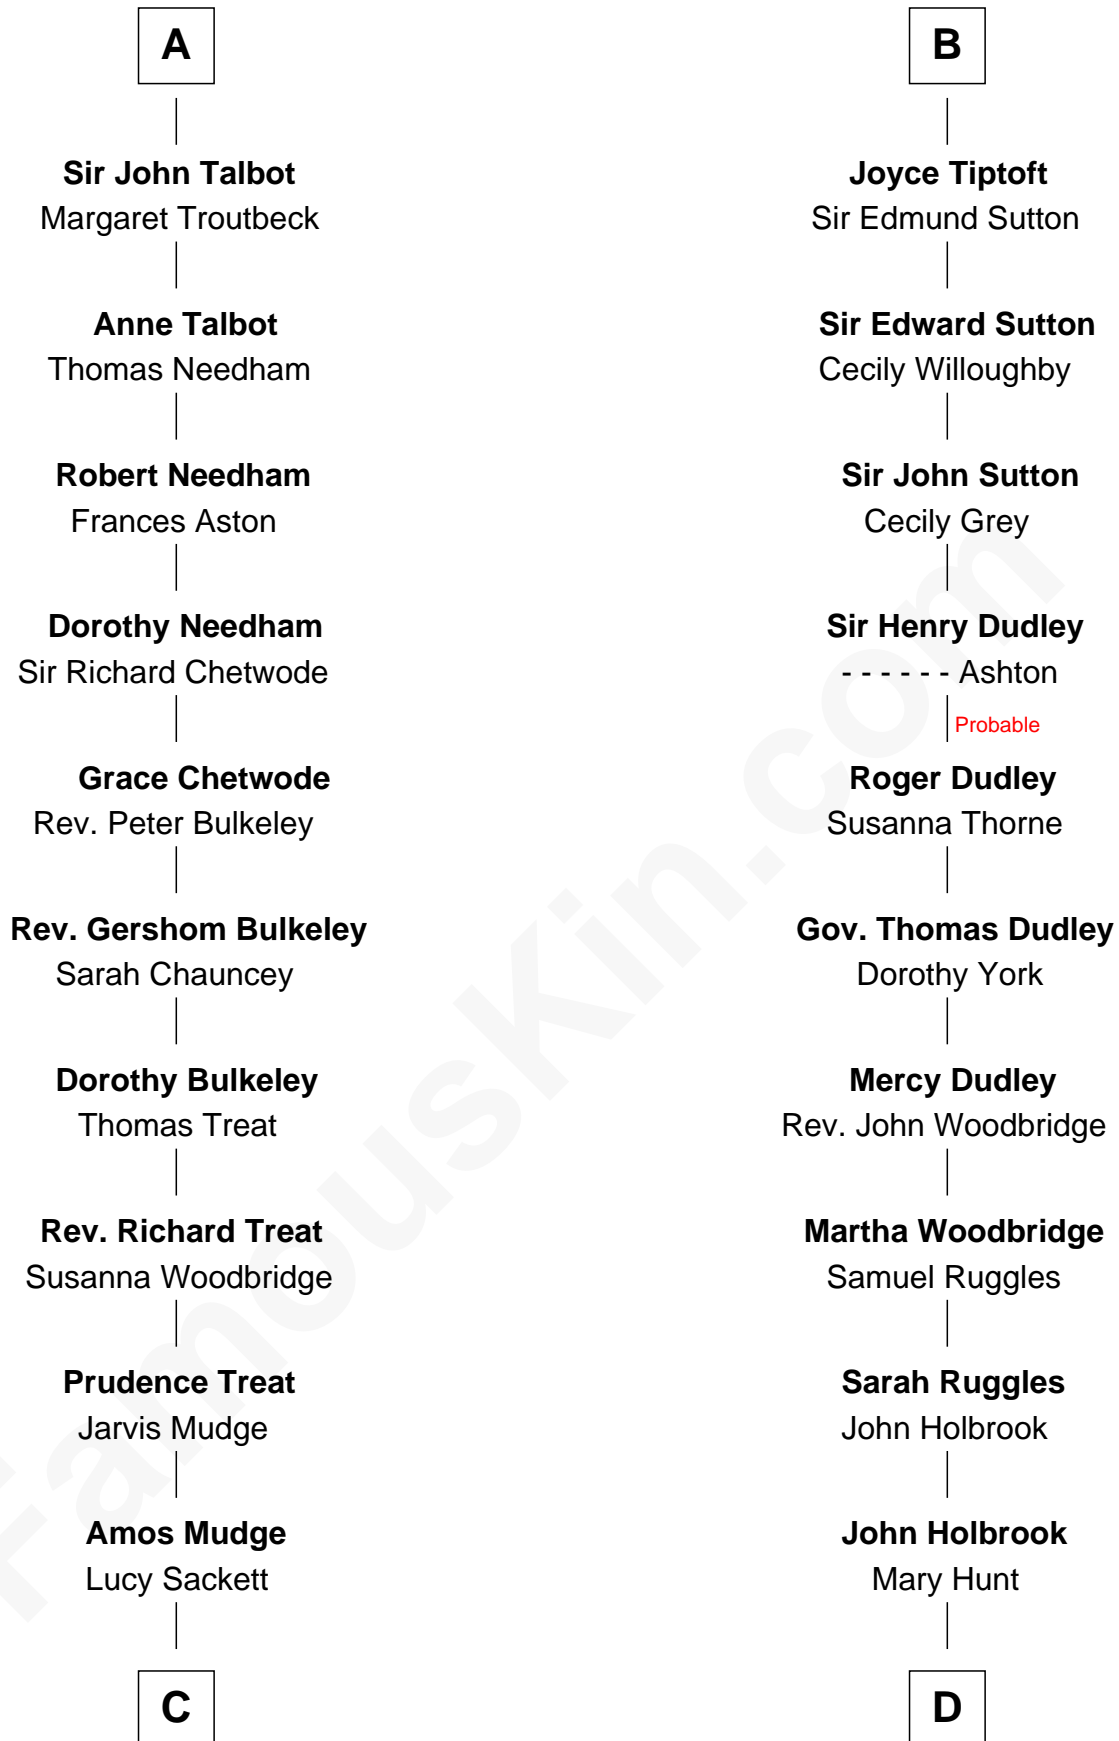 A
Sir John Talbot
Margaret Troutbeck
Anne Talbot
Thomas Needham
Robert Needham
Frances Aston
Dorothy Needham
Sir Richard Chetwode
Grace Chetwode
Rev. Peter Bulkeley
Rev. Gershom Bulkeley
Sarah Chauncey
Dorothy Bulkeley
Thomas Treat
Rev. Richard Treat
Susanna Woodbridge
Prudence Treat
Jarvis Mudge
Amos Mudge
Lucy Sackett
C
B
Joyce Tiptoft
Sir Edmund Sutton
Sir Edward Sutton
Cecily Willoughby
Sir John Sutton
Cecily Grey
Sir Henry Dudley
- - - - - - Ashton
Probable
Roger Dudley
Susanna Thorne
Gov. Thomas Dudley
Dorothy York
Mercy Dudley
Rev. John Woodbridge
Martha Woodbridge
Samuel Ruggles
Sarah Ruggles
John Holbrook
John Holbrook
Mary Hunt
D
FamousKin.com